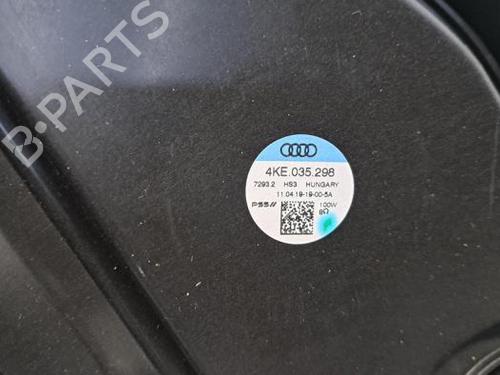 B-PARTS
4KE.035.298
7293.2 HS3 HUNGARY
11.04.19-19-00-5A
PSS// 100W
8Ω